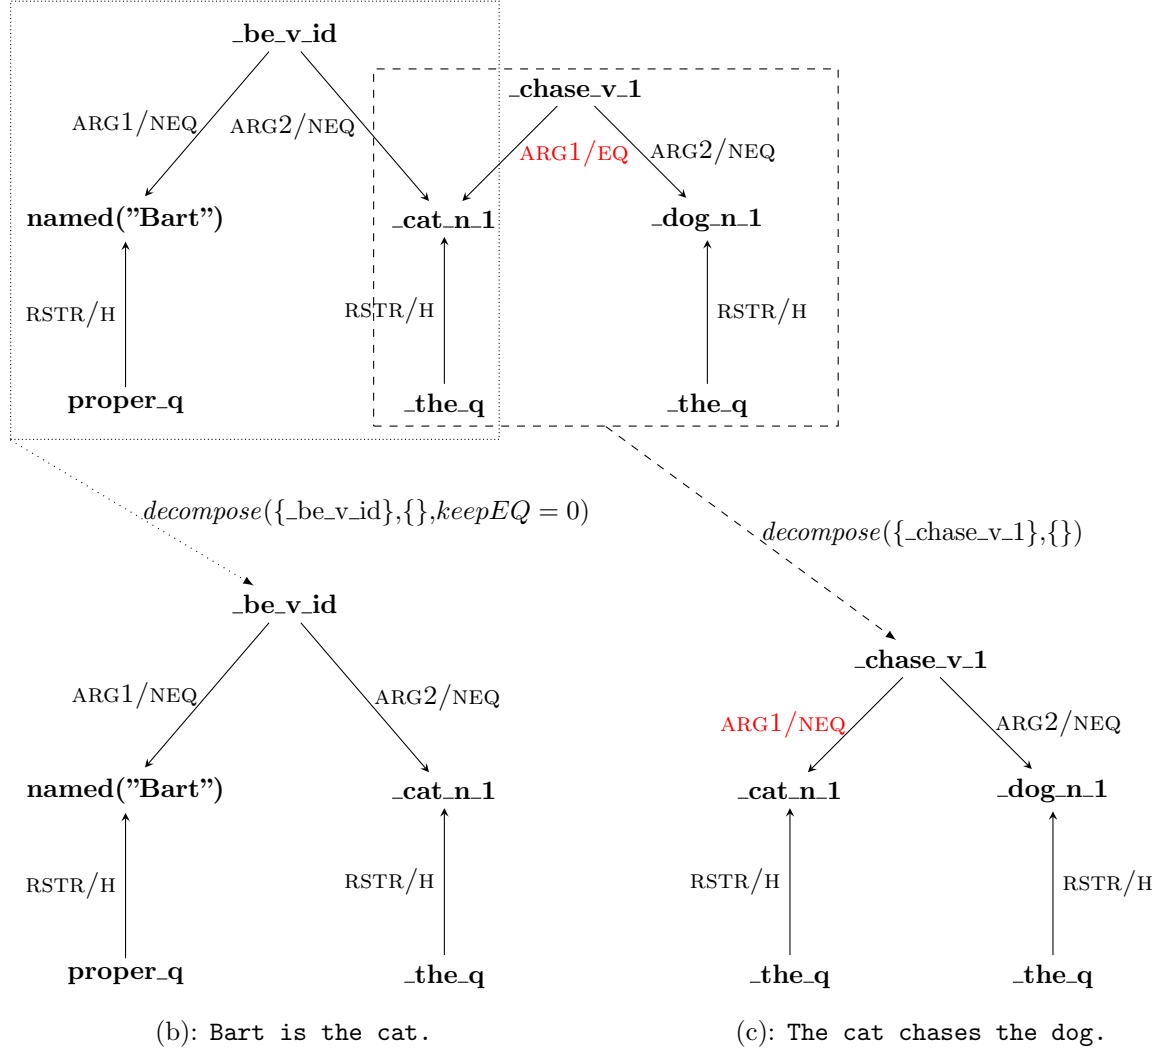 _be_v_id
_chase_v_1
ARG1/NEQ ARG2/NEQ ARG1/EQ ARG2/NEQ
named("Bart") _cat_n_1 _dog_n_1
RSTR/H RSTR/H RSTR/H
proper_q _the_q _the_q
decompose({_be_v_id},{},keepEQ = 0)
decompose({_chase_v_1},{})
_be_v_id
_chase_v_1
ARG1/NEQ ARG2/NEQ ARG1/NEQ ARG2/NEQ
named("Bart") _cat_n_1 _cat_n_1 _dog_n_1
RSTR/H RSTR/H RSTR/H RSTR/H
proper_q _the_q _the_q _the_q
(b): Bart is the cat. (c): The cat chases the dog.